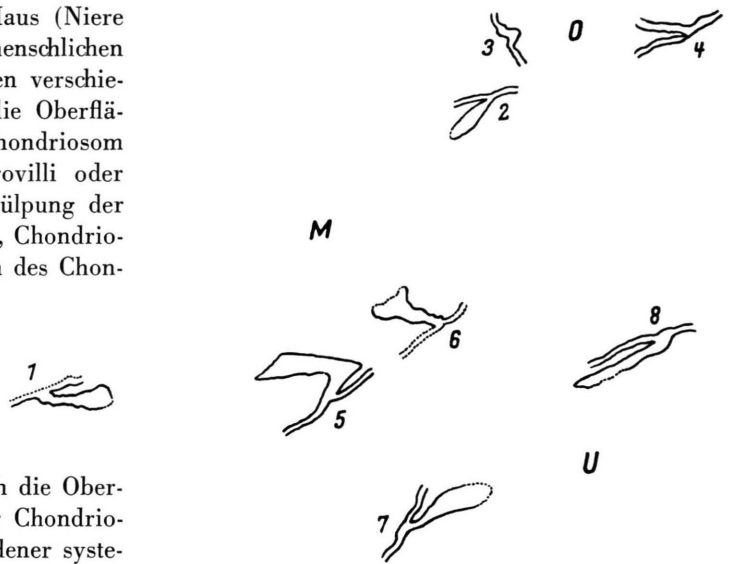 Maus (Niere
menschlichen
en verschie-
die Oberflä-
hondriosom
rovilli oder
ülpung der
, Chondrio-
n des Chon-
n die Ober-
r Chondrio-
dener syste-
3
O
4
2
M
6
8
1
5
U
7